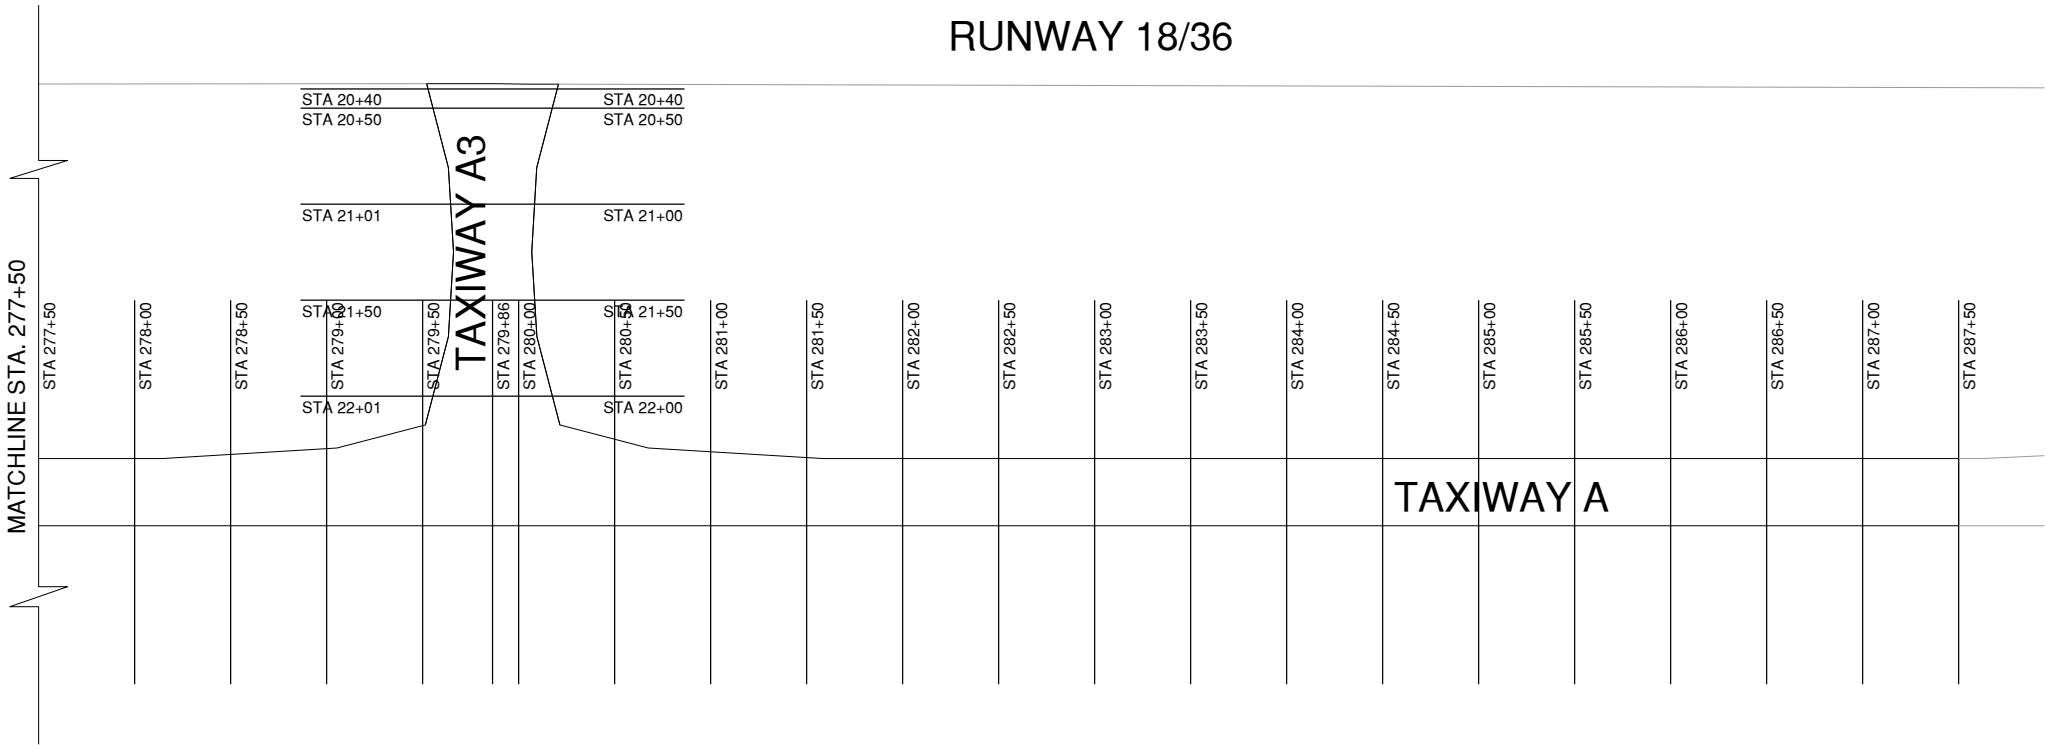 RUNWAY 18/36
STA 20+40
STA 20+40
STA 20+50
STA 20+50
TAXIWAY A3
STA 21+01
STA 21+00
STA 21+50
STA 21+50
STA 22+01
STA 22+00
MATCHLINE STA. 277+50
STA 277+50
STA 278+00
STA 278+50
STA 279+00
STA 279+50
STA 279+86
STA 280+00
STA 280+50
STA 281+00
STA 281+50
STA 282+00
STA 282+50
STA 283+00
STA 283+50
STA 284+00
STA 284+50
STA 285+00
STA 285+50
STA 286+00
STA 286+50
STA 287+00
STA 287+50
TAXIWAY A